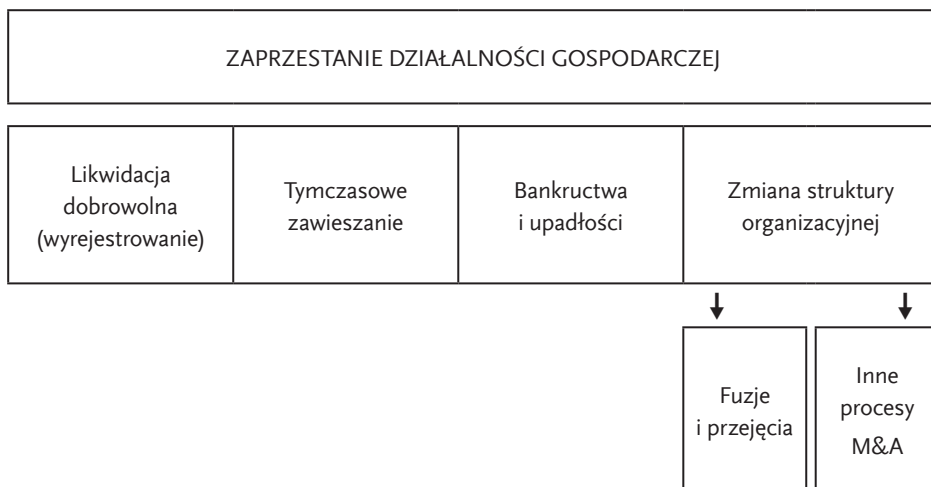 ZAPRZESTANIE DZIAŁALNOŚCI GOSPODARCZEJ
Likwidacja
dobrowolna
(wyrejestrowanie)
Tymczasowe
zawieszanie
Bankructwa
i upadłości
Zmiana struktury
organizacyjnej
Fuzje
i przejęcia
Inne
procesy
M&A